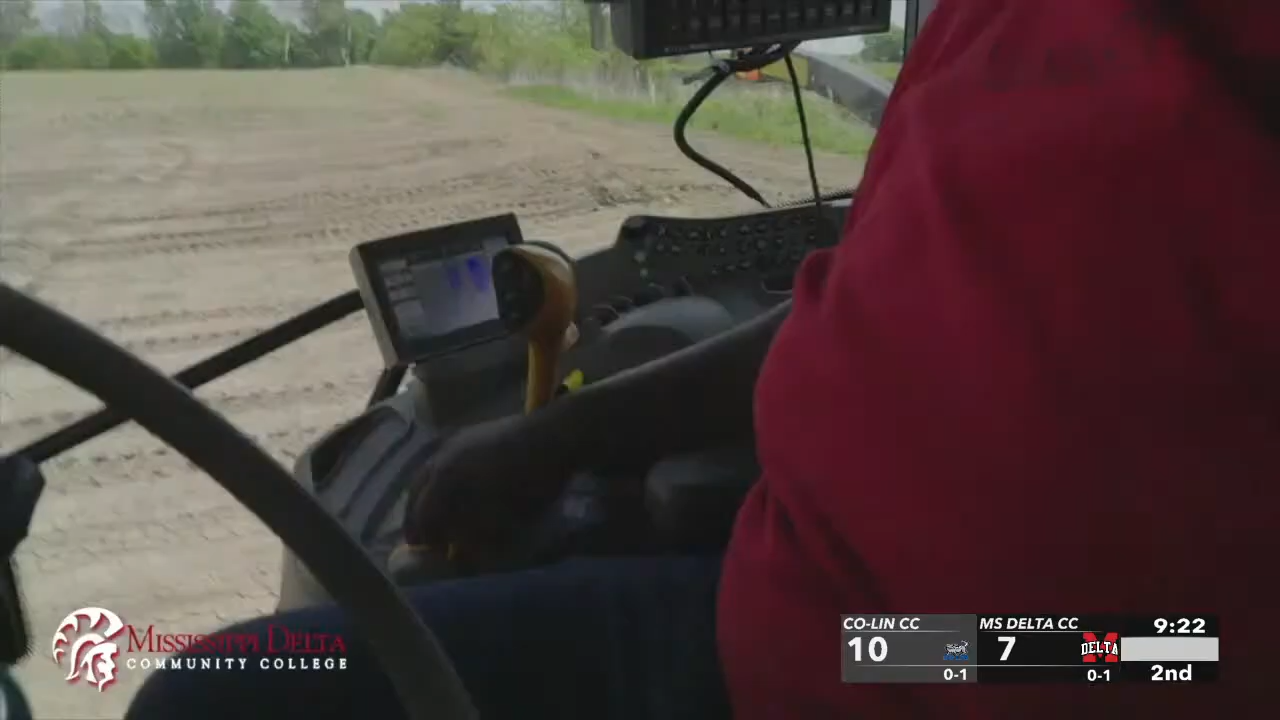 MISSISSIPPI DELTA
COMMUNITY COLLEGE
CO-LIN CC
10
0-1
MS DELTA CC
7
DELTA
0-1
9:22
2nd